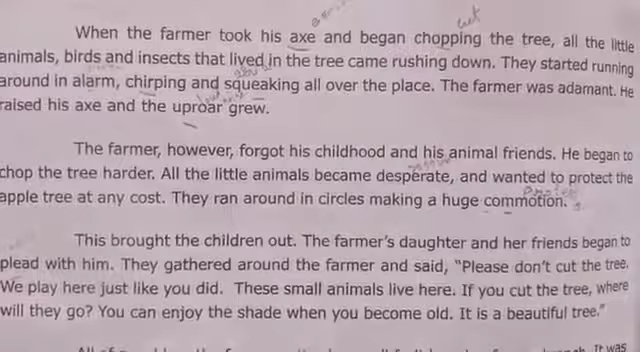 cut
When the farmer took his axe and began chopping the tree, all the little
animals, birds and insects that lived in the tree came rushing down. They started running
around in alarm, chirping and squeaking all over the place. The farmer was adamant. He
raised his axe and the uproar grew.
The farmer, however, forgot his childhood and his animal friends. He began to
chop the tree harder. All the little animals became desperate, and wanted to protect the
apple tree at any cost. They ran around in circles making a huge commotion.
This brought the children out. The farmer's daughter and her friends began to
plead with him. They gathered around the farmer and said, "Please don't cut the tree.
We play here just like you did. These small animals live here. If you cut the tree, where
will they go? You can enjoy the shade when you become old. It is a beautiful tree."
It was